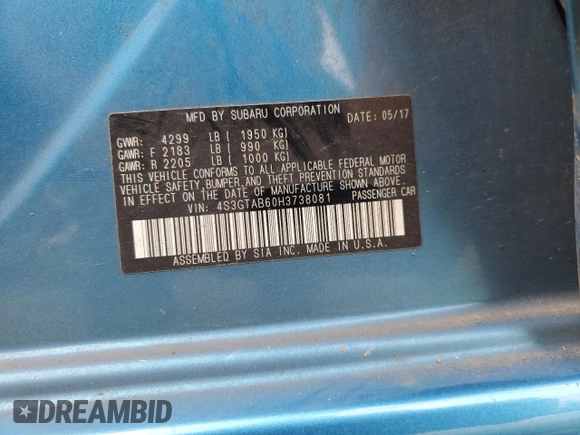 MFD BY SUBARU CORPORATION DATE: 05/17
GVWR: 4299 LB ( 1950 KG)
GAWR: F 2183 LB ( 990 KG)
GAWR: R 2205 LB ( 1000 KG)
THIS VEHICLE CONFORMS TO ALL APPLICABLE FEDERAL MOTOR
VEHICLE SAFETY, BUMPER, AND THEFT PREVENTION STANDARDS
IN EFFECT ON THE DATE OF MANUFACTURE SHOWN ABOVE.
VIN: 4S3GTAB60H3738081 PASSENGER CAR
ASSEMBLED BY SIA INC. MADE IN U.S.A.
DREAMBID